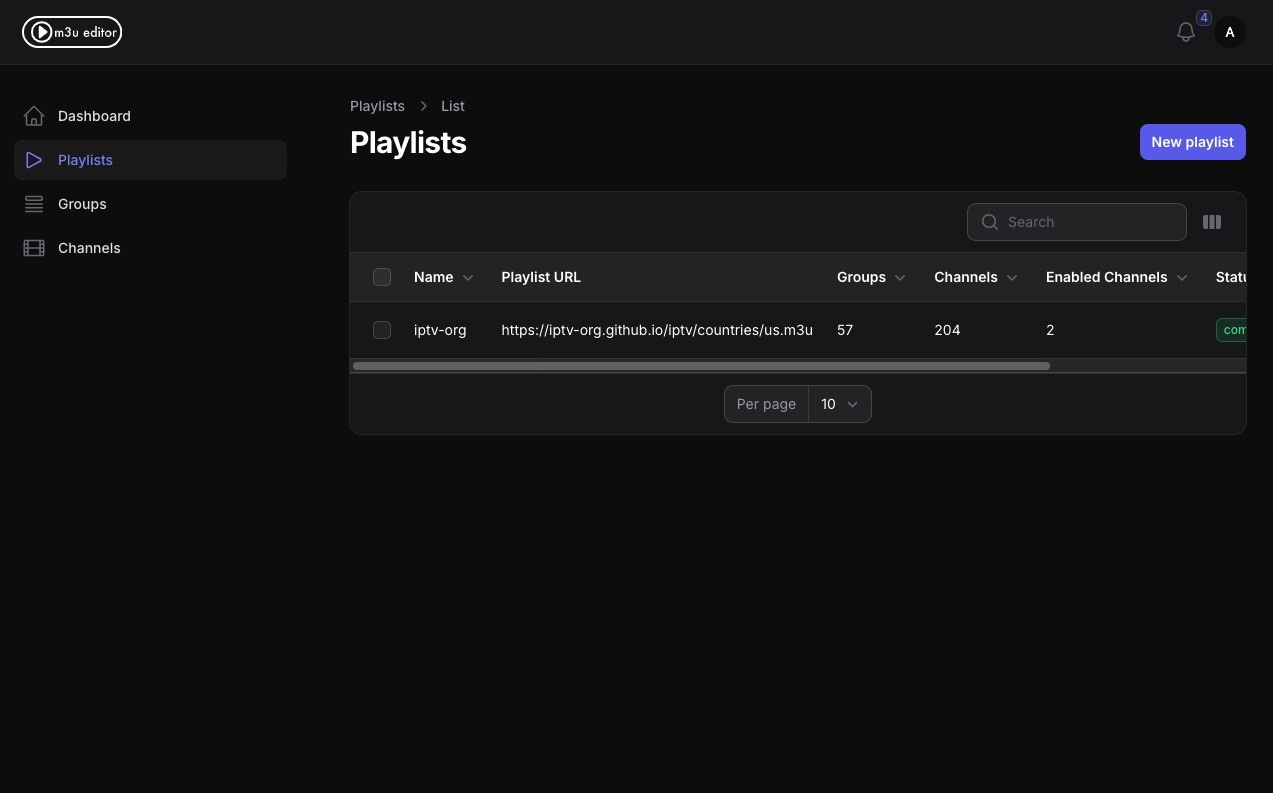 m3u editor
4
A
Dashboard
Playlists
Groups
Channels
Playlists > List
Playlists
New playlist
Search
Name Playlist URL Groups Channels Enabled Channels Statu
iptv-org https://iptv-org.github.io/iptv/countries/us.m3u 57 204 2 com
Per page 10